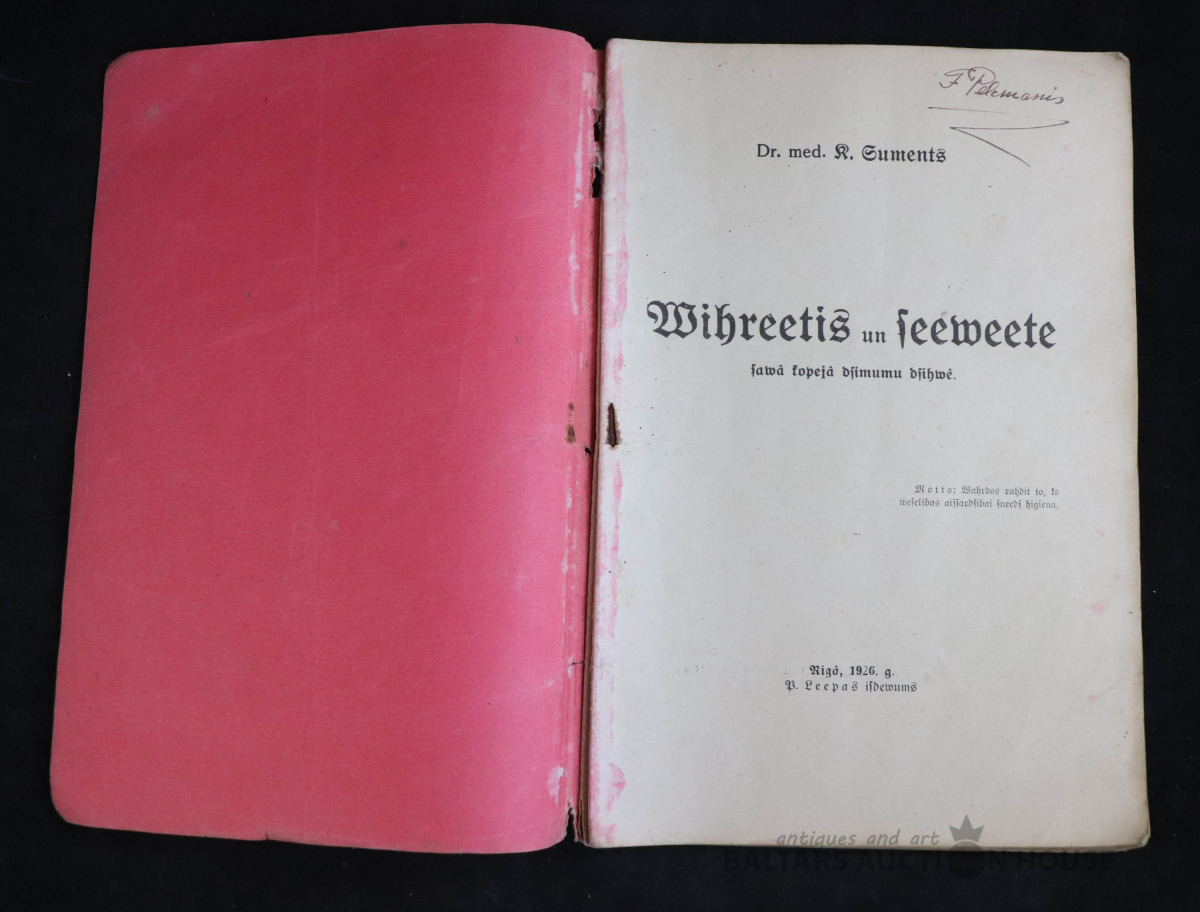 F. Pelmanis
Dr. med. K. Suments
Wihreetis un ſeeweete
ſawâ kopejâ dſimumu dſihwê.
Motto: Wahrdos rahdit to, ko
weſelibas aiſſardſibai ſneedſ higiena.
Rigâ, 1926. g.
P. Leepas iſdewums
antiques and art
BALTARS AUCTION HOUSE